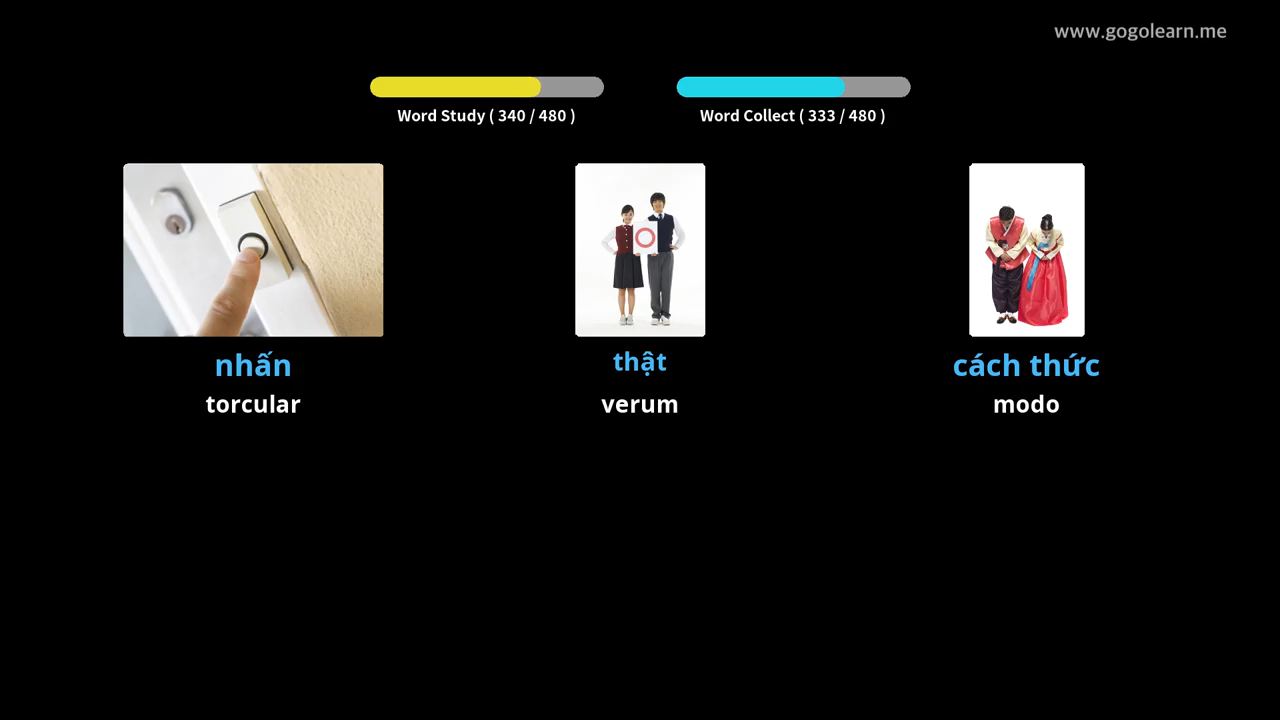 www.gogolearn.me
Word Study ( 340 / 480 )
Word Collect ( 333 / 480 )
nhấn
thật
cách thức
torcular
verum
modo